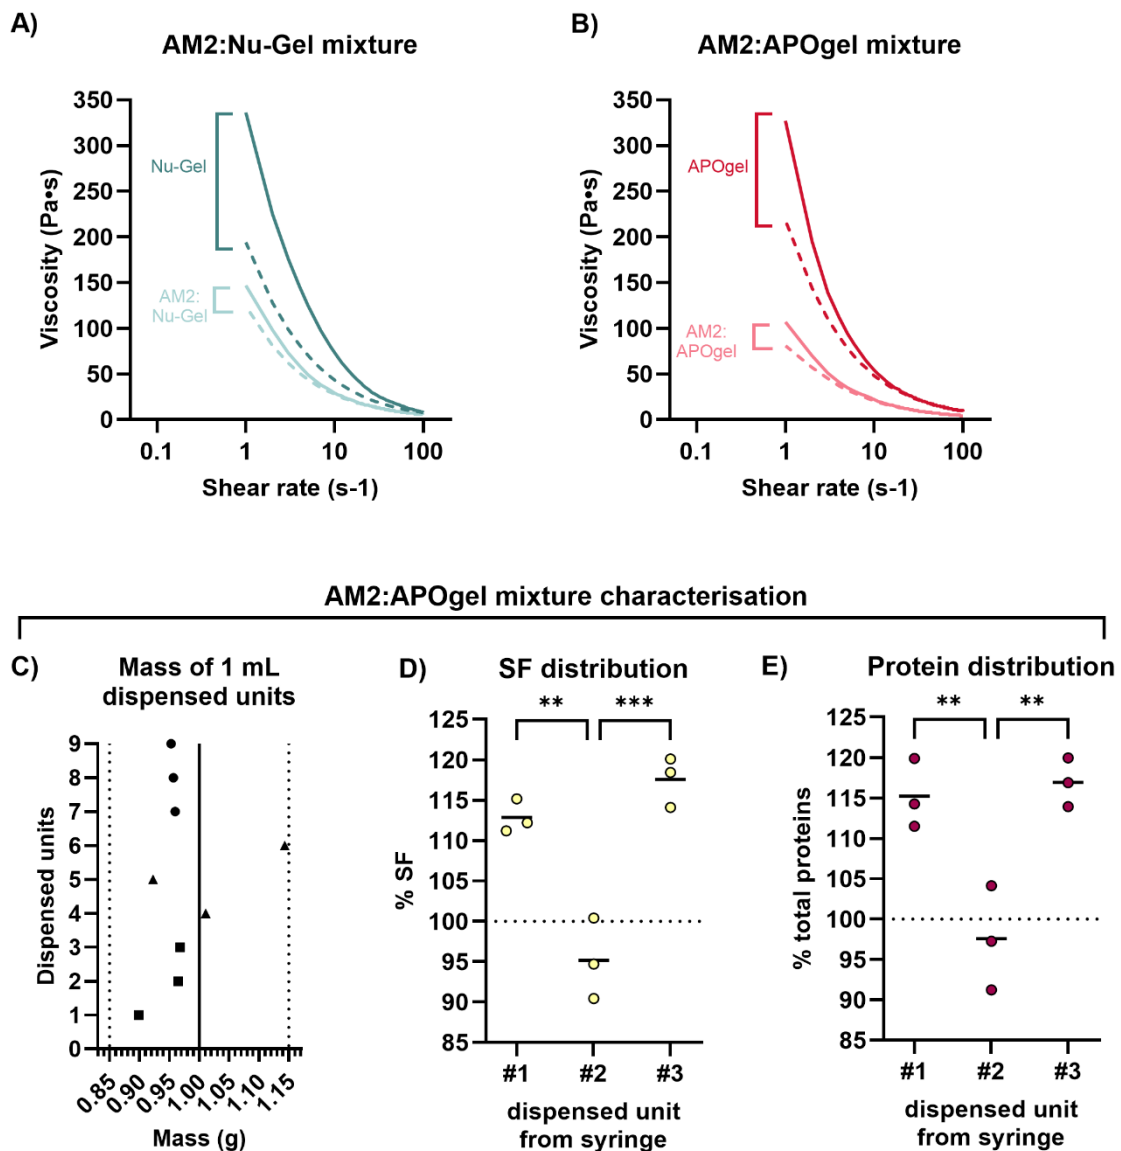 A)
AM2:Nu-Gel mixture
350
300
250
200
150
100
50
0
Viscosity (Pa•s)
Nu-Gel
AM2:
Nu-Gel
0.1 1 10 100
Shear rate (s-1)
B)
AM2:APOgel mixture
350
300
250
200
150
100
50
0
Viscosity (Pa•s)
APOgel
AM2:
APOgel
0.1 1 10 100
Shear rate (s-1)
AM2:APOgel mixture characterisation
C)
Mass of 1 mL
dispensed units
9
8
7
6
5
4
3
2
1
0
Dispensed units
0.85 0.90 0.95 1.00 1.05 1.10 1.15
Mass (g)
D)
SF distribution
** ***
125
120
115
110
105
100
95
90
85
% SF
#1 #2 #3
dispensed unit
from syringe
E)
Protein distribution
** **
125
120
115
110
105
100
95
90
85
% total proteins
#1 #2 #3
dispensed unit
from syringe